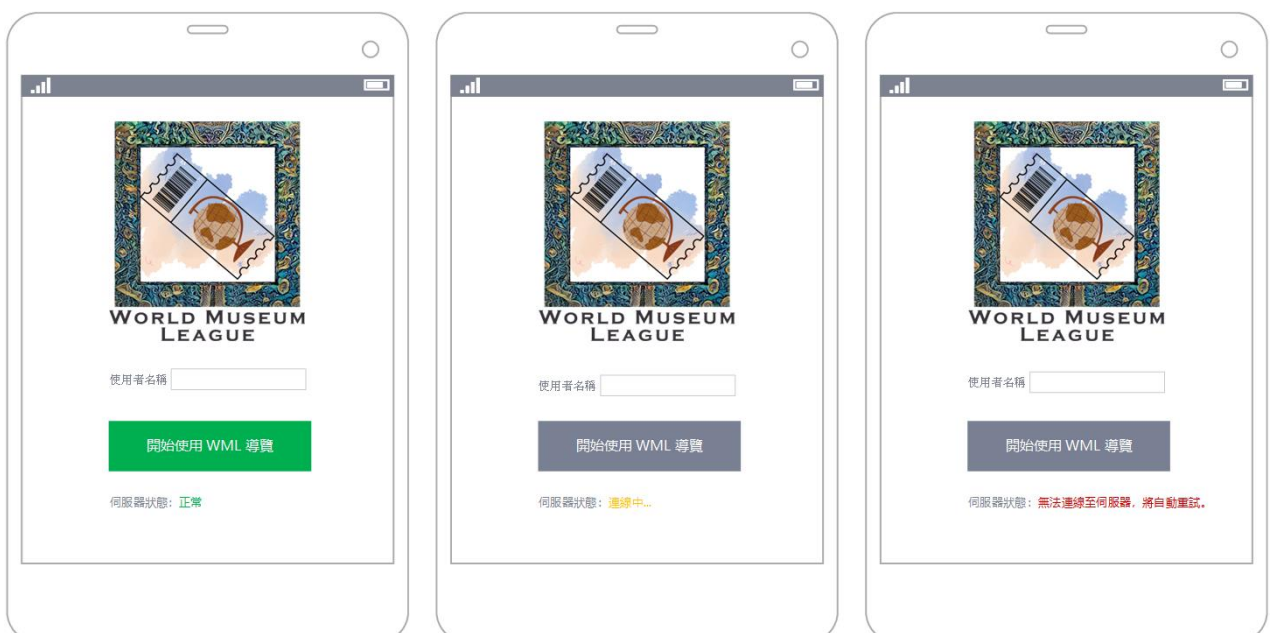 WORLD MUSEUM
LEAGUE
使用者名稱
開始使用 WML 導覽
伺服器狀態：正常
WORLD MUSEUM
LEAGUE
使用者名稱
開始使用 WML 導覽
伺服器狀態：連線中...
WORLD MUSEUM
LEAGUE
使用者名稱
開始使用 WML 導覽
伺服器狀態：無法連線至伺服器，將自動重試。